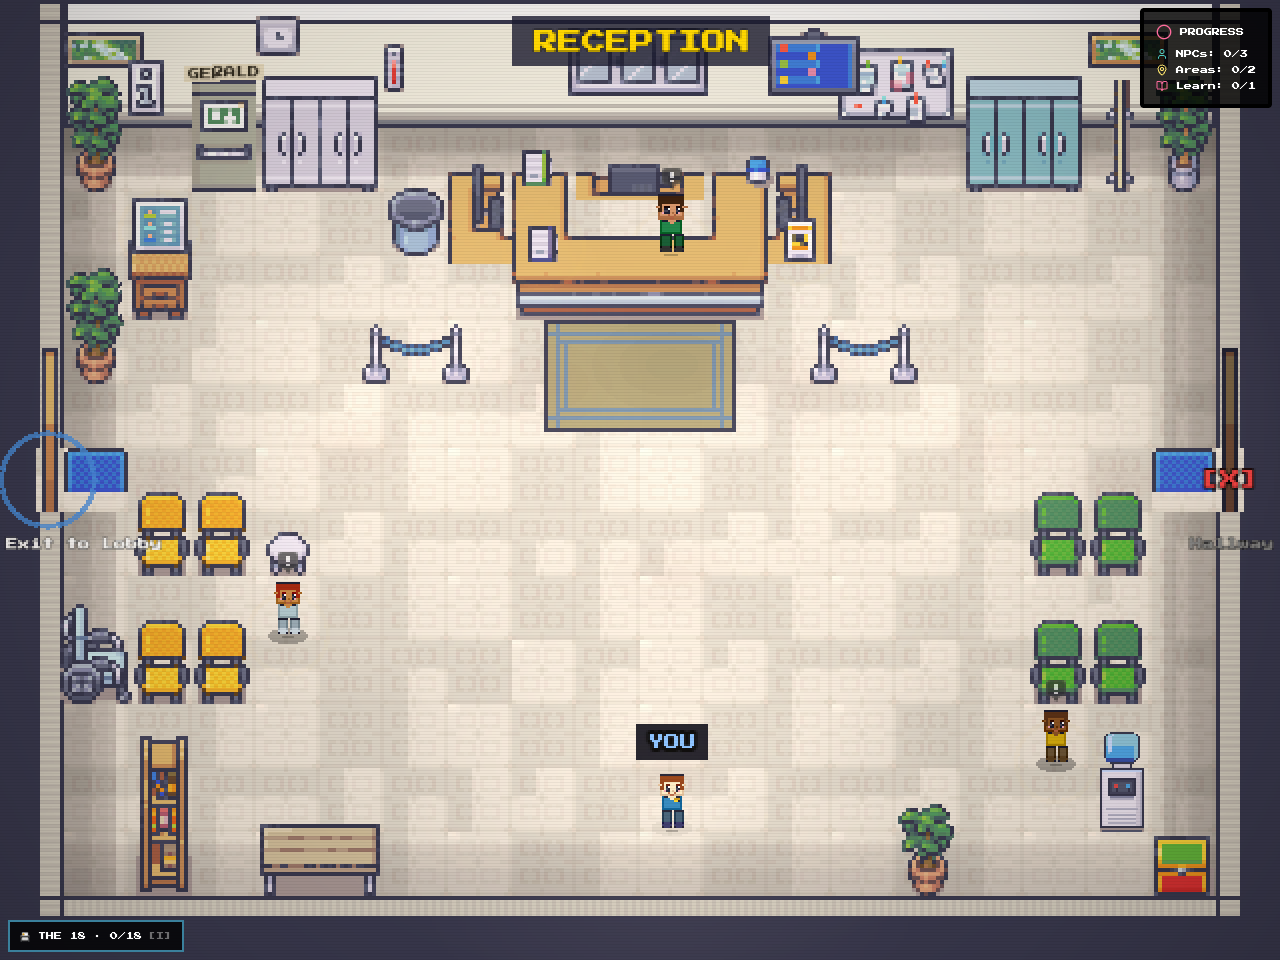 RECEPTION
PROGRESS
NPCs: 0/3
Areas: 0/2
Learn: 0/1
GERALD
Exit to Lobby
[X]
Hallway
YOU
THE 18 · 0/18 [I]